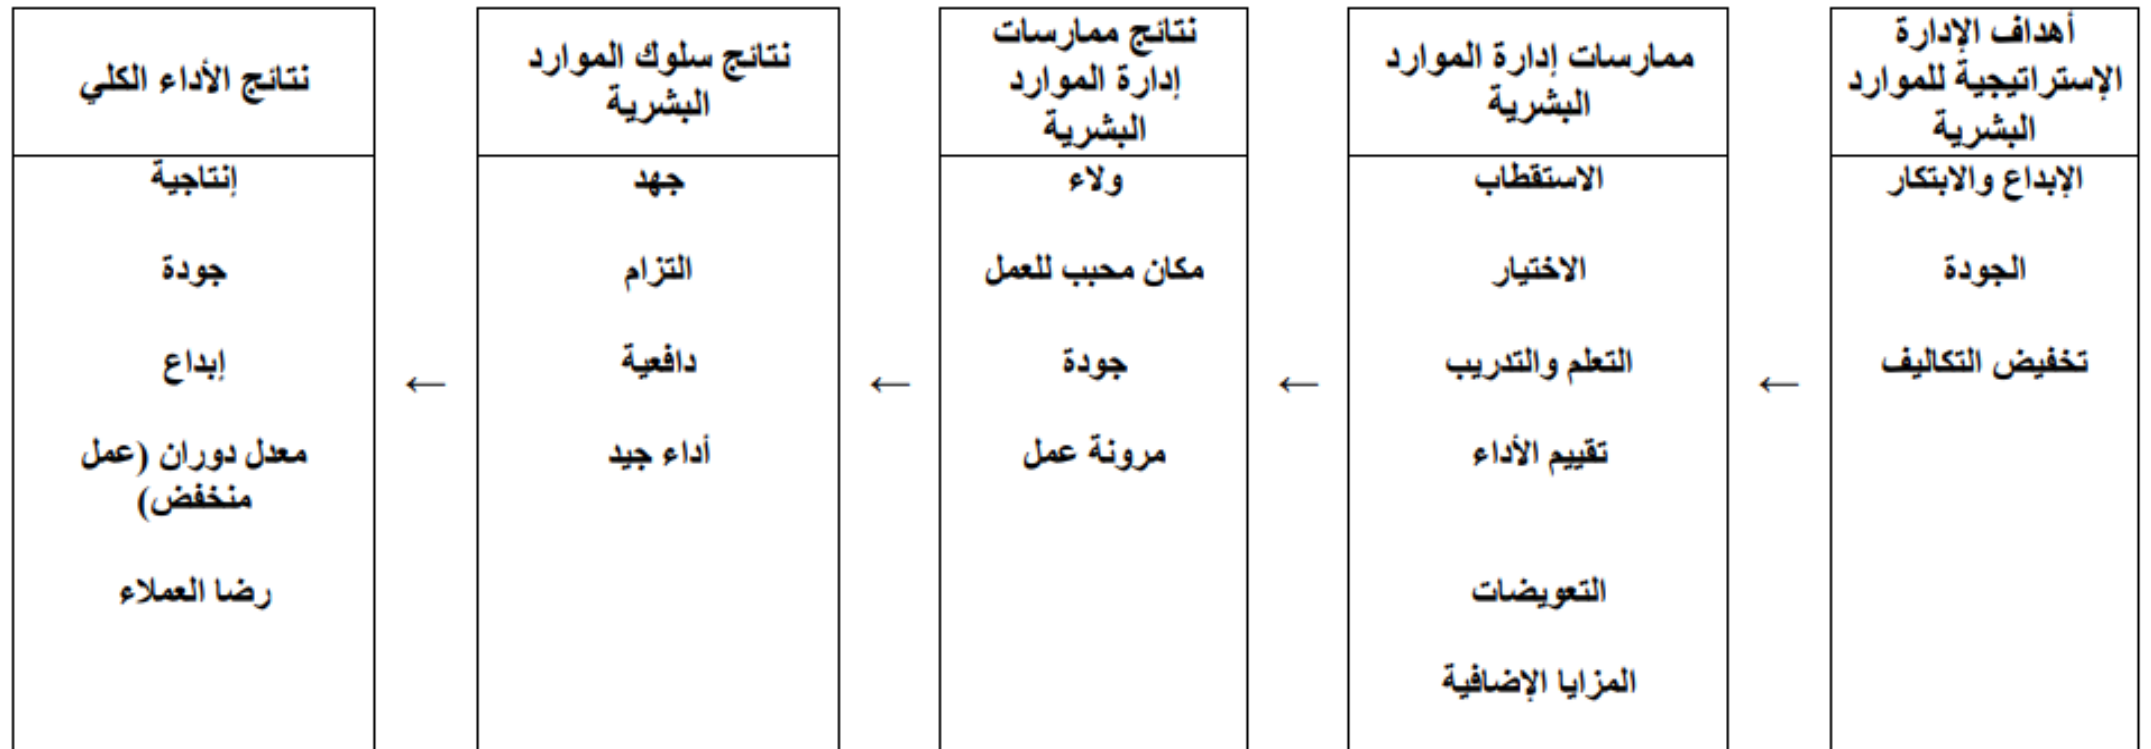 أهداف الإدارة
الإستراتيجية للموارد
البشرية
الإبداع والابتكار
الجودة
تخفيض التكاليف
←
ممارسات إدارة الموارد
البشرية
الاستقطاب
الاختيار
التعلم والتدريب
تقييم الأداء
التعويضات
المزايا الإضافية
←
نتائج ممارسات
إدارة الموارد
البشرية
ولاء
مكان محبب للعمل
جودة
مرونة عمل
←
نتائج سلوك الموارد
البشرية
جهد
التزام
دافعية
أداء جيد
←
نتائج الأداء الكلي
إنتاجية
جودة
إبداع
معدل دوران (عمل
منخفض)
رضا العملاء